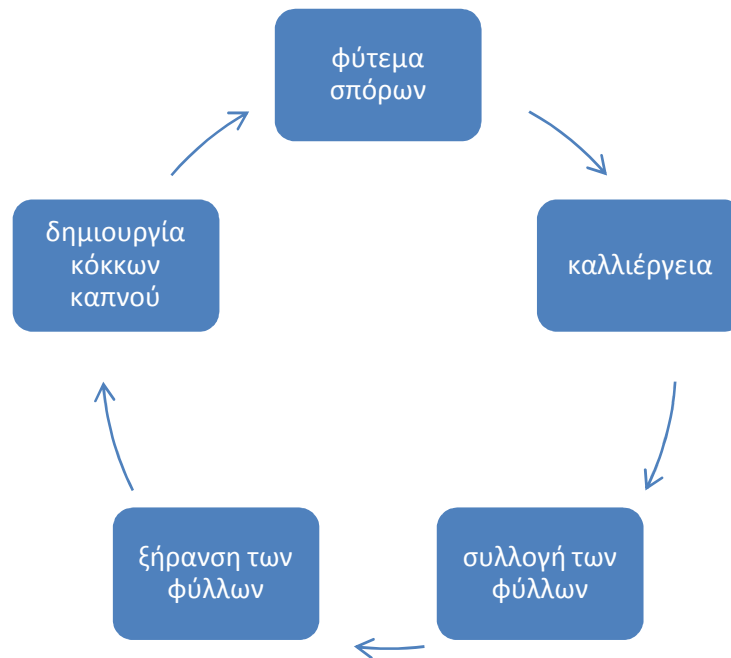 φύτεμα
σπόρων
καλλιέργεια
συλλογή των
φύλλων
ξήρανση των
φύλλων
δημιουργία
κόκκων
καπνού